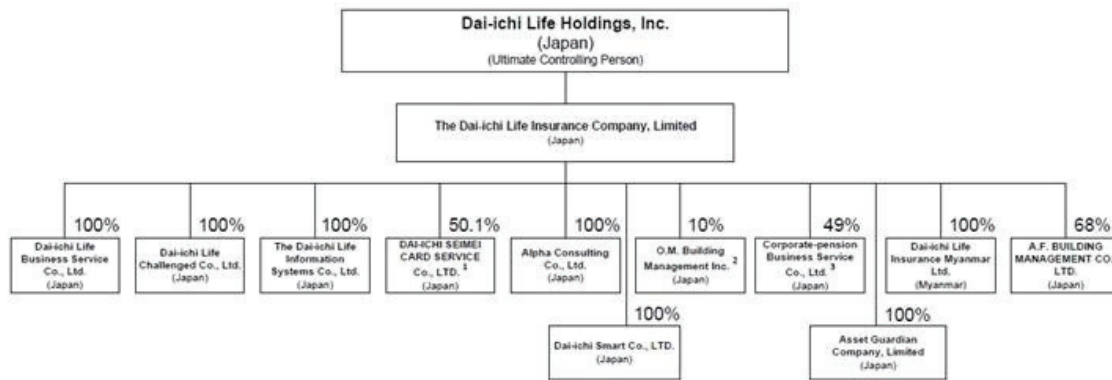 Dai-ichi Life Holdings, Inc.
(Japan)
(Ultimate Controlling Person)
The Dai-ichi Life Insurance Company, Limited
(Japan)
100%
Dai-ichi Life
Business Service
Co., Ltd.
(Japan)
100%
Dai-ichi Life
Challenged Co., Ltd.
(Japan)
100%
The Dai-ichi Life
Information
Systems Co., Ltd.
(Japan)
50.1%
DAI-ICHI SEIMEI
CARD SERVICE
Co., LTD. 1
(Japan)
100%
Alpha Consulting
Co., Ltd.
(Japan)
10%
O.M. Building
Management Inc. 2
(Japan)
49%
Corporate-pension
Business Service
Co., Ltd. 3
(Japan)
100%
Dai-ichi Life
Insurance Myanmar
Ltd.
(Myanmar)
68%
A.F. BUILDING
MANAGEMENT CO.
LTD.
(Japan)
100%
Dai-ichi Smart Co., LTD.
(Japan)
100%
Asset Guardian
Company, Limited
(Japan)